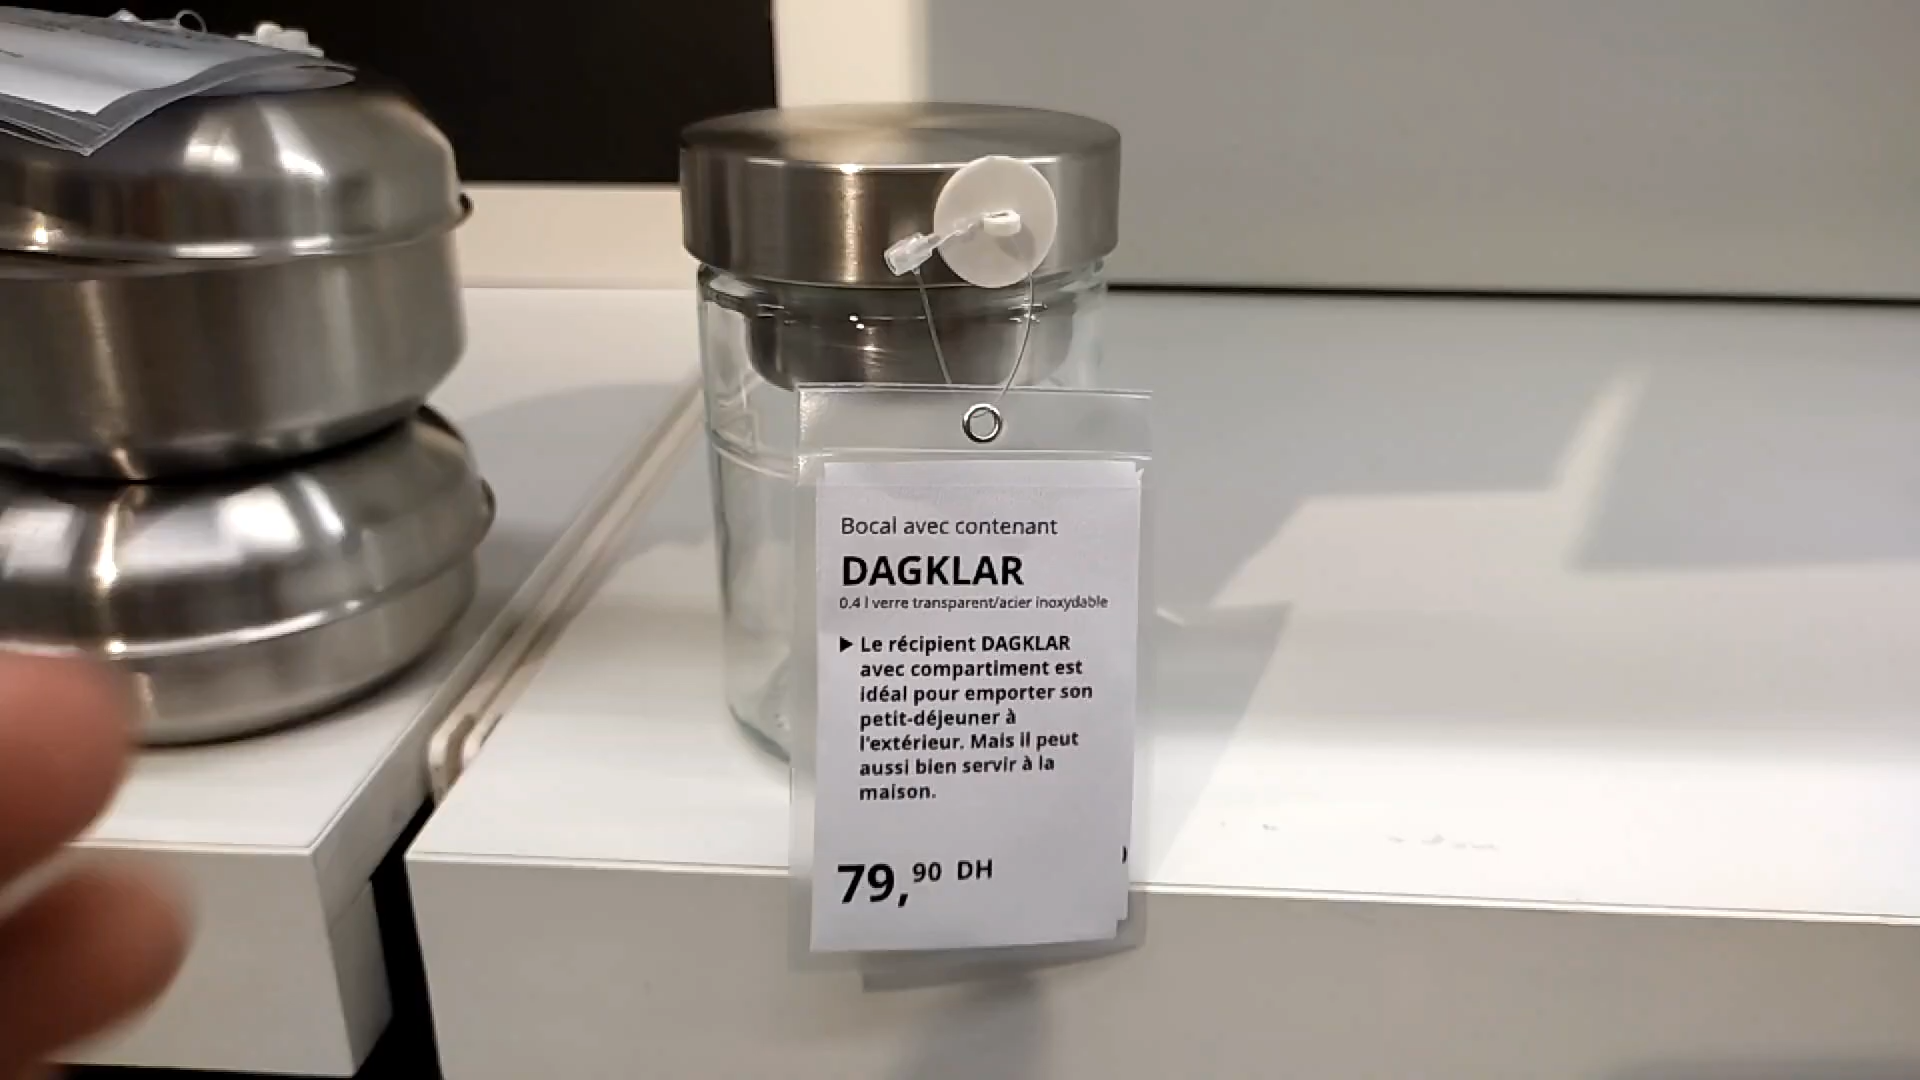 Bocal avec contenant
DAGKLAR
0.4 l verre transparent/acier inoxydable
▶ Le récipient DAGKLAR
avec compartiment est
idéal pour emporter son
petit-déjeuner à
l'extérieur. Mais il peut
aussi bien servir à la
maison.
79,90 DH